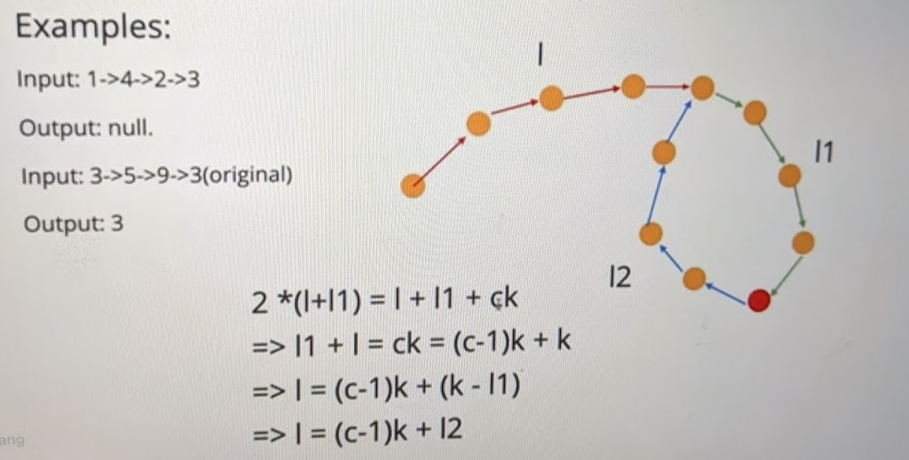 Examples:
Input: 1->4->2->3
Output: null.
Input: 3->5->9->3(original)
Output: 3
l
l1
l2
2 *(l+l1) = l + l1 + ck
=> l1 + l = ck = (c-1)k + k
=> l = (c-1)k + (k - l1)
=> l = (c-1)k + l2
ang